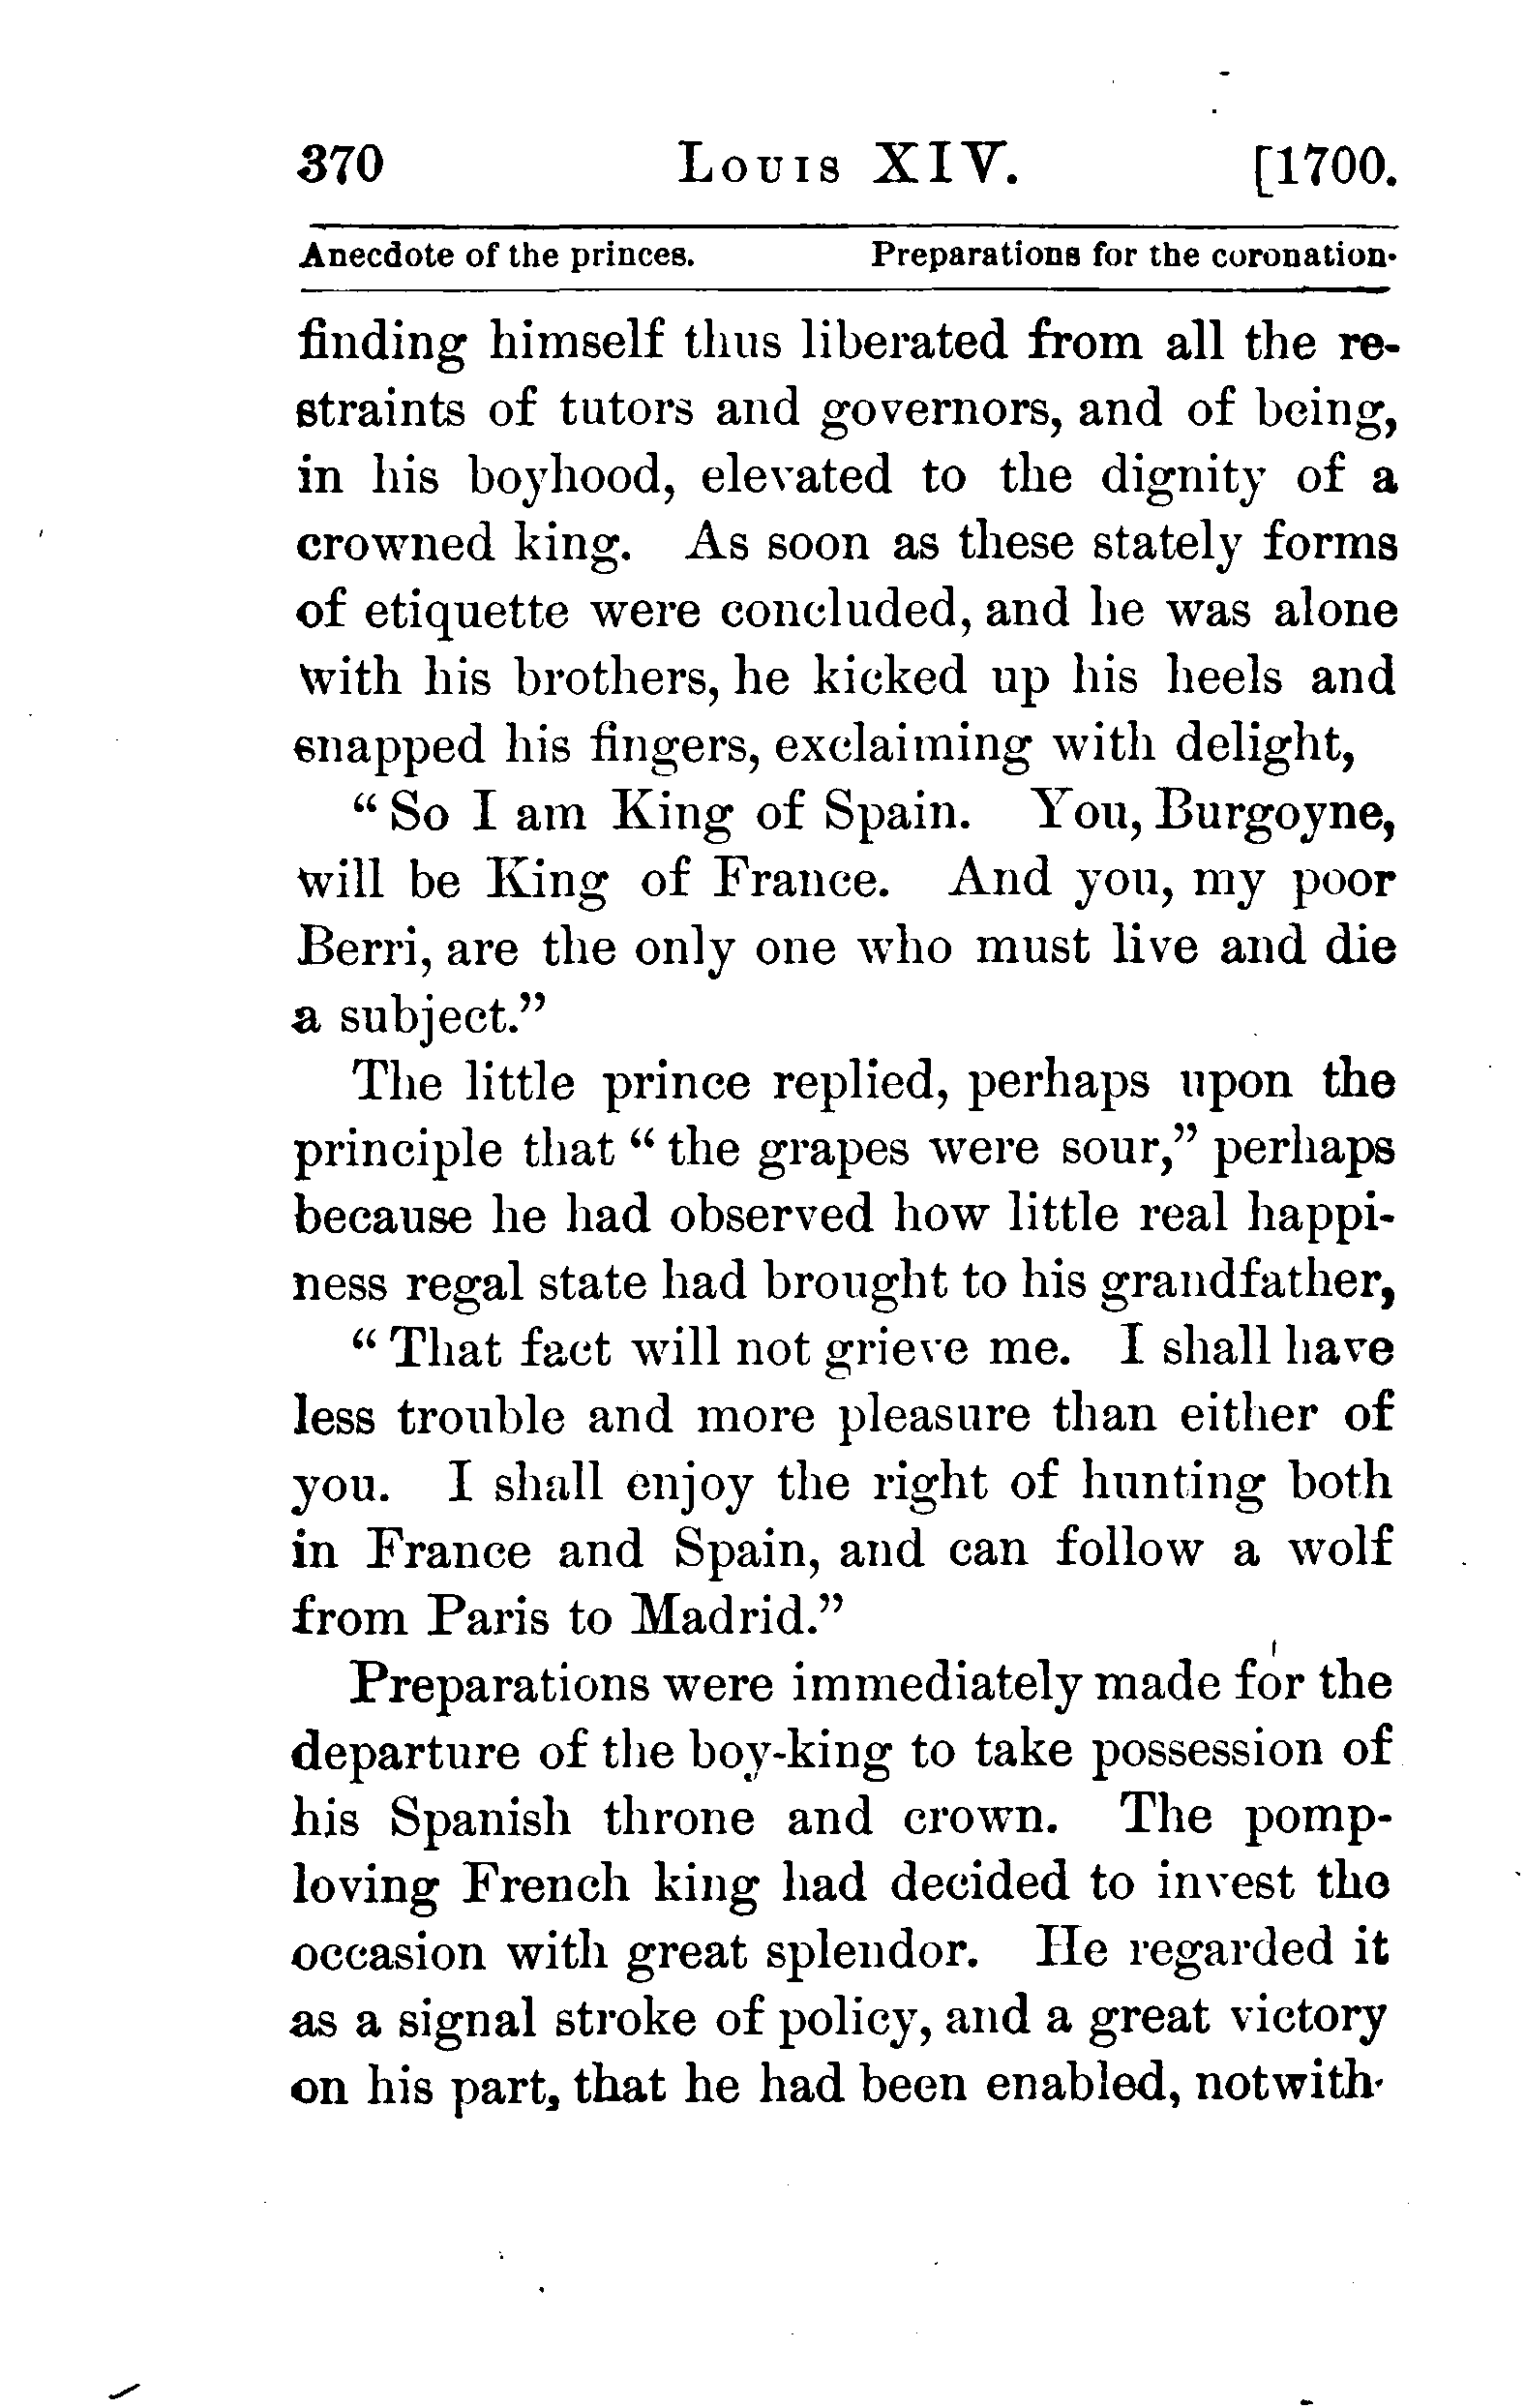 370 Louis XIV. [1700.
Anecdote of the princes. Preparations for the coronation.
finding himself thus liberated from all the re-
straints of tutors and governors, and of being,
in his boyhood, elevated to the dignity of a
crowned king. As soon as these stately forms
of etiquette were concluded, and he was alone
with his brothers, he kicked up his heels and
snapped his fingers, exclaiming with delight,
“So I am King of Spain. You, Burgoyne,
will be King of France. And you, my poor
Berri, are the only one who must live and die
a subject.”
The little prince replied, perhaps upon the
principle that “the grapes were sour,” perhaps
because he had observed how little real happi-
ness regal state had brought to his grandfather,
“That fact will not grieve me. I shall have
less trouble and more pleasure than either of
you. I shall enjoy the right of hunting both
in France and Spain, and can follow a wolf
from Paris to Madrid.”
Preparations were immediately made for the
departure of the boy-king to take possession of
his Spanish throne and crown. The pomp-
loving French king had decided to invest the
occasion with great splendor. He regarded it
as a signal stroke of policy, and a great victory
on his part, that he had been enabled, notwith-